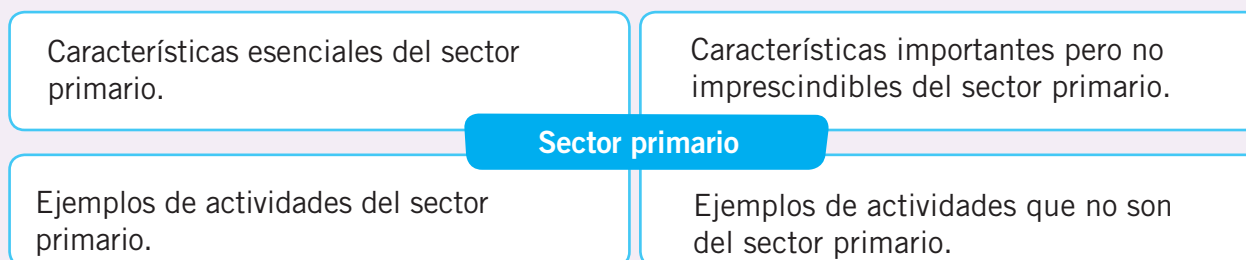 Características esenciales del sector
primario.
Características importantes pero no
imprescindibles del sector primario.
Sector primario
Ejemplos de actividades del sector
primario.
Ejemplos de actividades que no son
del sector primario.